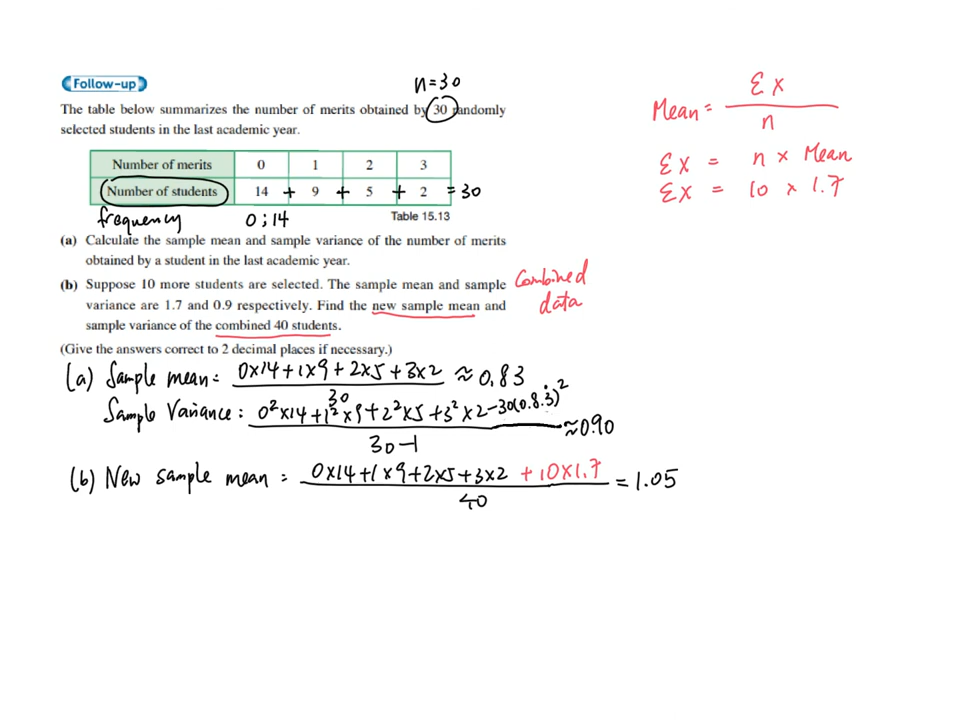 Follow-up
n=30
The table below summarizes the number of merits obtained by 30 randomly
selected students in the last academic year.
Number of merits 0 1 2 3
Number of students 14 + 9 + 5 + 2 = 30
frequency 0 ; 14
Table 15.13
(a) Calculate the sample mean and sample variance of the number of merits
obtained by a student in the last academic year.
(b) Suppose 10 more students are selected. The sample mean and sample
variance are 1.7 and 0.9 respectively. Find the new sample mean and
sample variance of the combined 40 students.
(Give the answers correct to 2 decimal places if necessary.)
Combined
data
Mean = Σx / n
Σx = n × Mean
Σx = 10 × 1.7
(a) Sample mean = (0×14+1×9+2×5+3×2) / 30 ≈ 0.83
Sample Variance : (0²×14+1²×9+2²×5+3²×2-30(0.8.3̇)²) / (30-1) ≈ 0.90
(b) New sample mean = (0×14+1×9+2×5+3×2+10×1.7) / 40 = 1.05